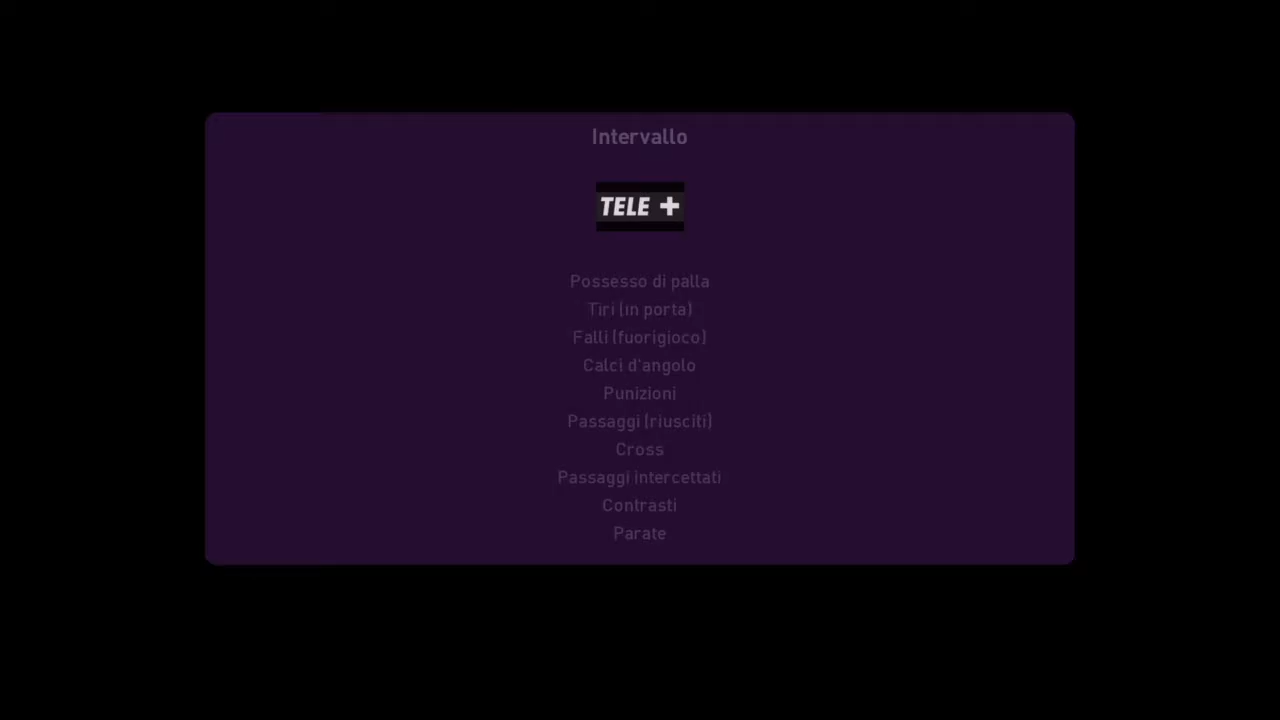 Intervallo
TELE +
Possesso di palla
Tiri (in porta)
Falli (fuorigioco)
Calci d'angolo
Punizioni
Passaggi (riusciti)
Cross
Passaggi intercettati
Contrasti
Parate